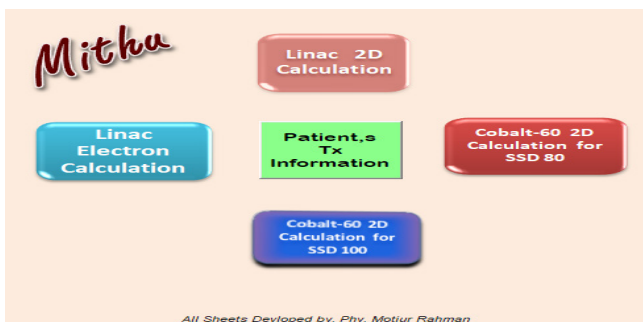 Mithu
Linac 2D
Calculation
Linac
Electron
Calculation
Patient,s
Tx
Information
Cobalt-60 2D
Calculation for
SSD 80
Cobalt-60 2D
Calculation for
SSD 100
All Sheets Devloped by, Phy. Motiur Rahman